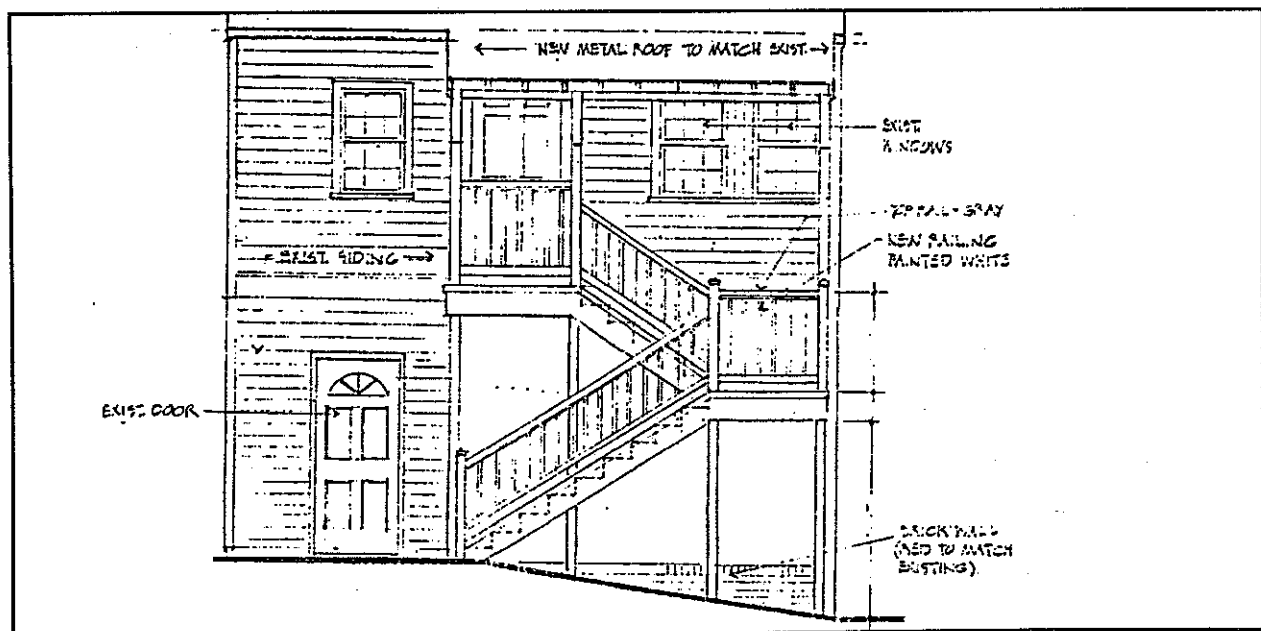 NEW METAL ROOF TO MATCH EXIST.
EXIST.
WINDOWS
TOP RAIL - GRAY
NEW RAILING
PAINTED WHITE
EXIST. SIDING
EXIST. DOOR
BRICK WALL
(RED TO MATCH
EXISTING)